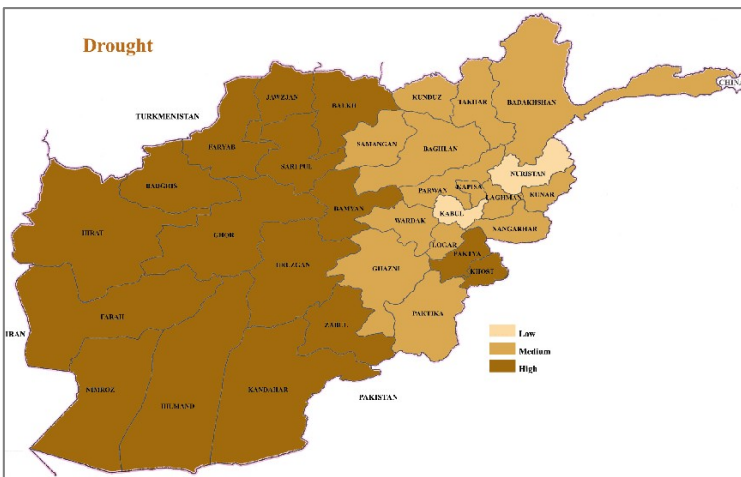 Drought
CHINA
JAWZJAN
BALKH
KUNDUZ
TAKHAR
BADAKHSHAN
TURKMENISTAN
FARYAB
SAMANGAN
BAGHLAN
SARI PUL
NURISTAN
BADGHIS
PARWAN
KAPISA
KUNAR
LAGHMAN
BAMYAN
KABUL
WARDAK
HIRAT
GHOR
NANGARHAR
LOGAR
PAKTYA
URUZGAN
GHAZNI
KHOST
FARAH
PAKTIKA
IRAN
ZABUL
Low
Medium
High
NIMROZ
KANDAHAR
PAKISTAN
HILMAND